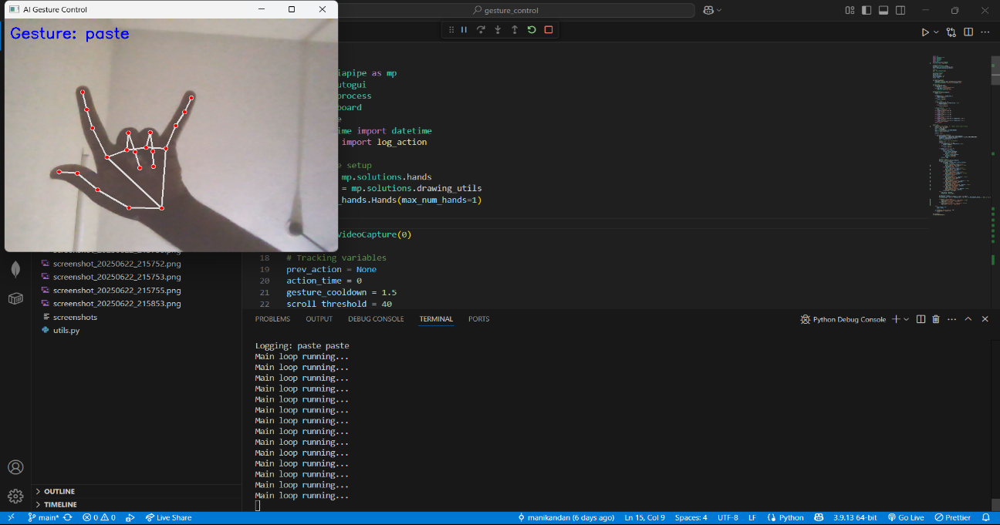 AI Gesture Control
gesture_control
Gesture: paste
iapipe as mp
utogui
process
board
e
ime import datetime
import log_action
e setup
mp.solutions.hands
= mp.solutions.drawing_utils
_hands.Hands(max_num_hands=1)
VideoCapture(0)
18 # Tracking variables
19 prev_action = None
20 action_time = 0
21 gesture_cooldown = 1.5
22 scroll_threshold = 40
screenshot_20250622_215752.png
screenshot_20250622_215753.png
screenshot_20250622_215755.png
screenshot_20250622_215853.png
screenshots
utils.py
OUTLINE
TIMELINE
PROBLEMS OUTPUT DEBUG CONSOLE TERMINAL PORTS Python Debug Console
Logging: paste paste
Main loop running...
Main loop running...
Main loop running...
Main loop running...
Main loop running...
Main loop running...
Main loop running...
Main loop running...
Main loop running...
Main loop running...
Main loop running...
Main loop running...
Main loop running...
Main loop running...
main* 0 0 Live Share manikandan (6 days ago) Ln 15, Col 9 Spaces: 4 UTF-8 LF Python 3.9.13 64-bit Go Live Prettier